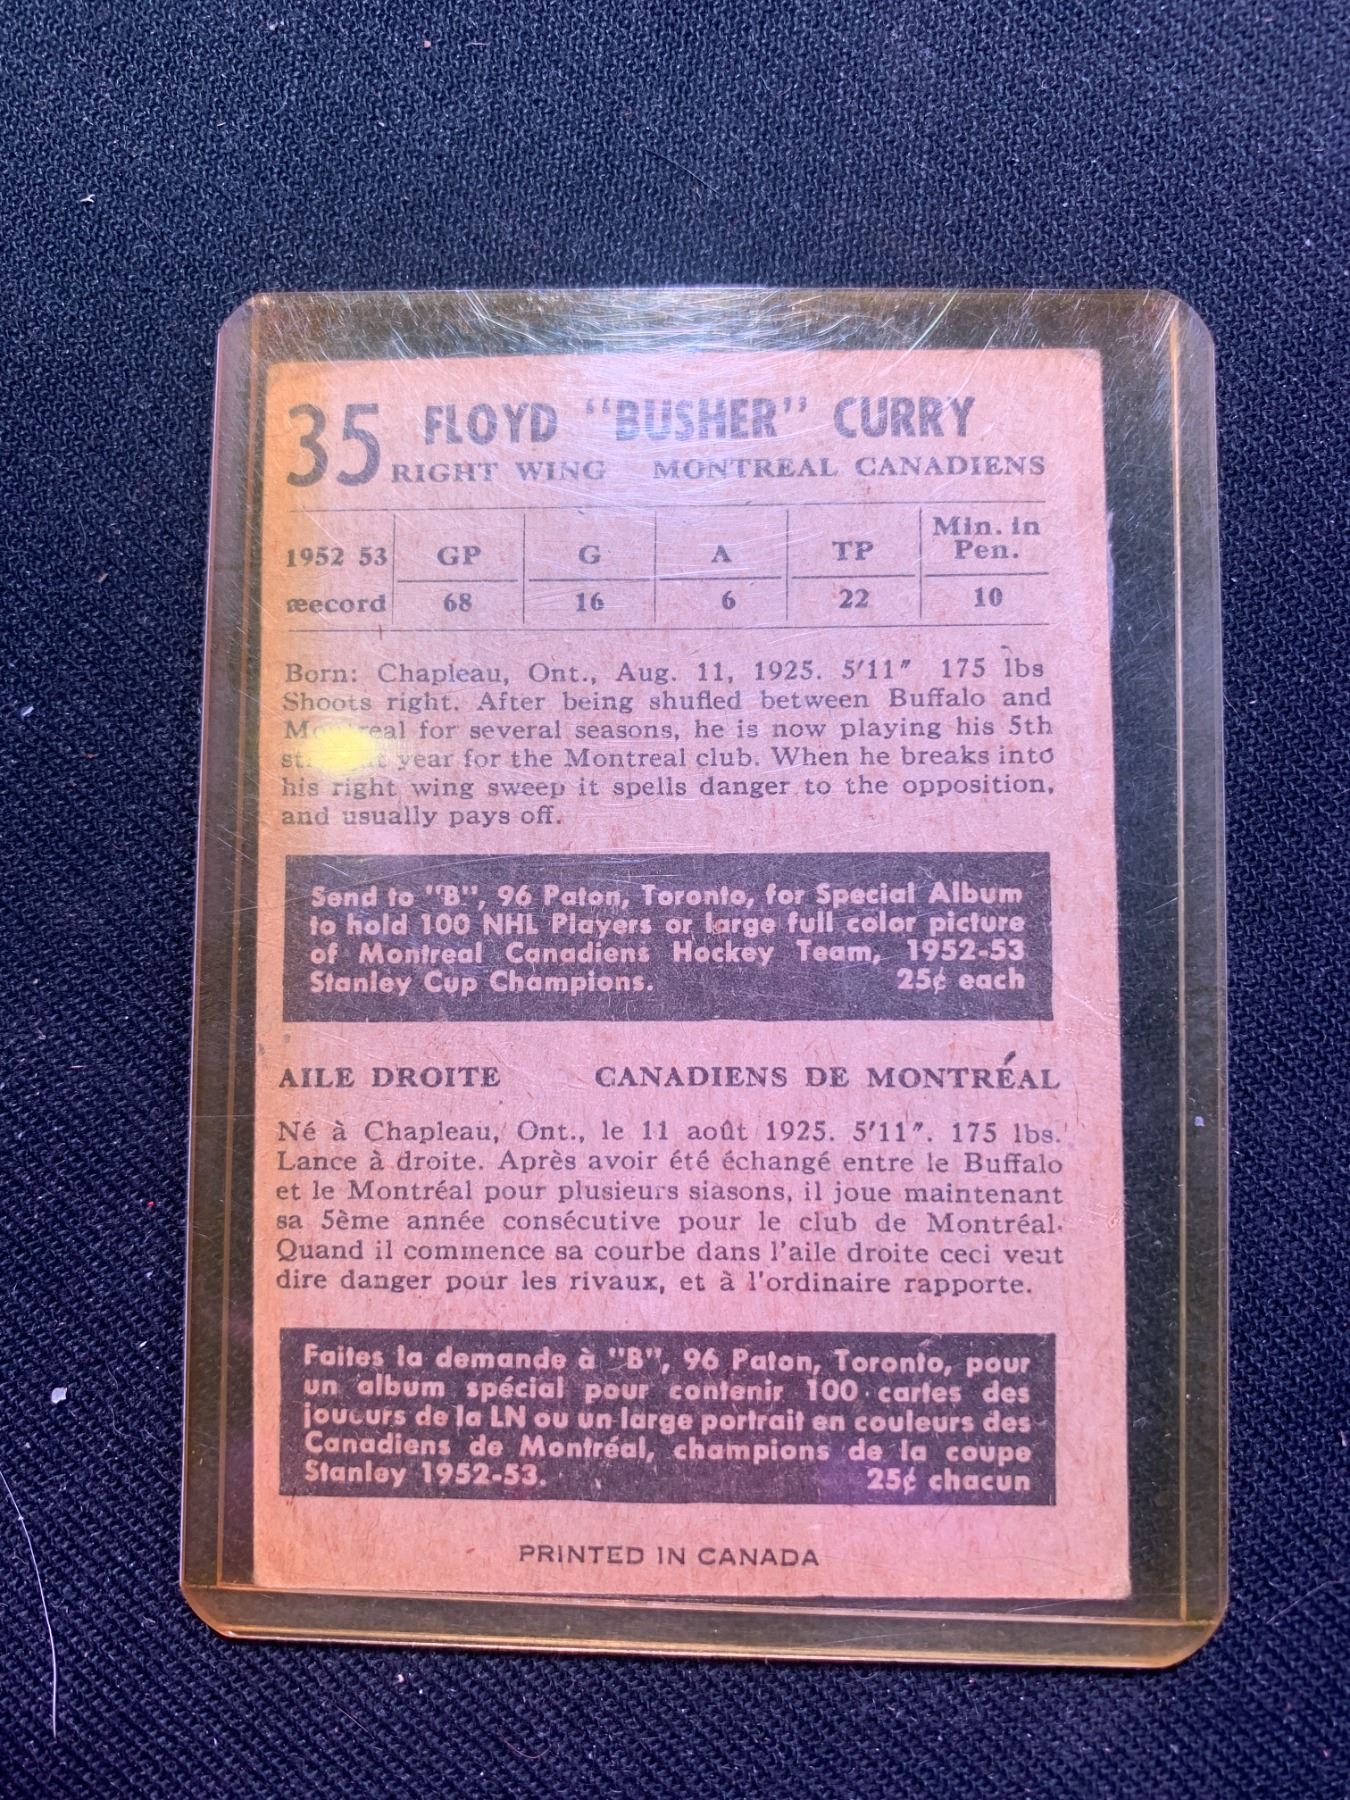 35 FLOYD "BUSHER" CURRY
RIGHT WING MONTREAL CANADIENS
1952 53 GP G A TP Min. in Pen.
æecord 68 16 6 22 10
Born: Chapleau, Ont., Aug. 11, 1925. 5'11" 175 lbs
Shoots right. After being shufled between Buffalo and
Montreal for several seasons, he is now playing his 5th
year for the Montreal club. When he breaks into
his right wing sweep it spells danger to the opposition,
and usually pays off.
Send to "B", 96 Paton, Toronto, for Special Album
to hold 100 NHL Players or large full color picture
of Montreal Canadiens Hockey Team, 1952-53
Stanley Cup Champions. 25¢ each
AILE DROITE CANADIENS DE MONTRÉAL
Né à Chapleau, Ont., le 11 août 1925. 5'11". 175 lbs.
Lance à droite. Après avoir été échangé entre le Buffalo
et le Montréal pour plusieurs siasons, il joue maintenant
sa 5ème année consécutive pour le club de Montréal.
Quand il commence sa courbe dans l'aile droite ceci veut
dire danger pour les rivaux, et à l'ordinaire rapporte.
Faites la demande à "B", 96 Paton, Toronto, pour
un album spécial pour contenir 100 cartes des
joueurs de la LN ou un large portrait en couleurs des
Canadiens de Montréal, champions de la coupe
Stanley 1952-53. 25¢ chacun
PRINTED IN CANADA